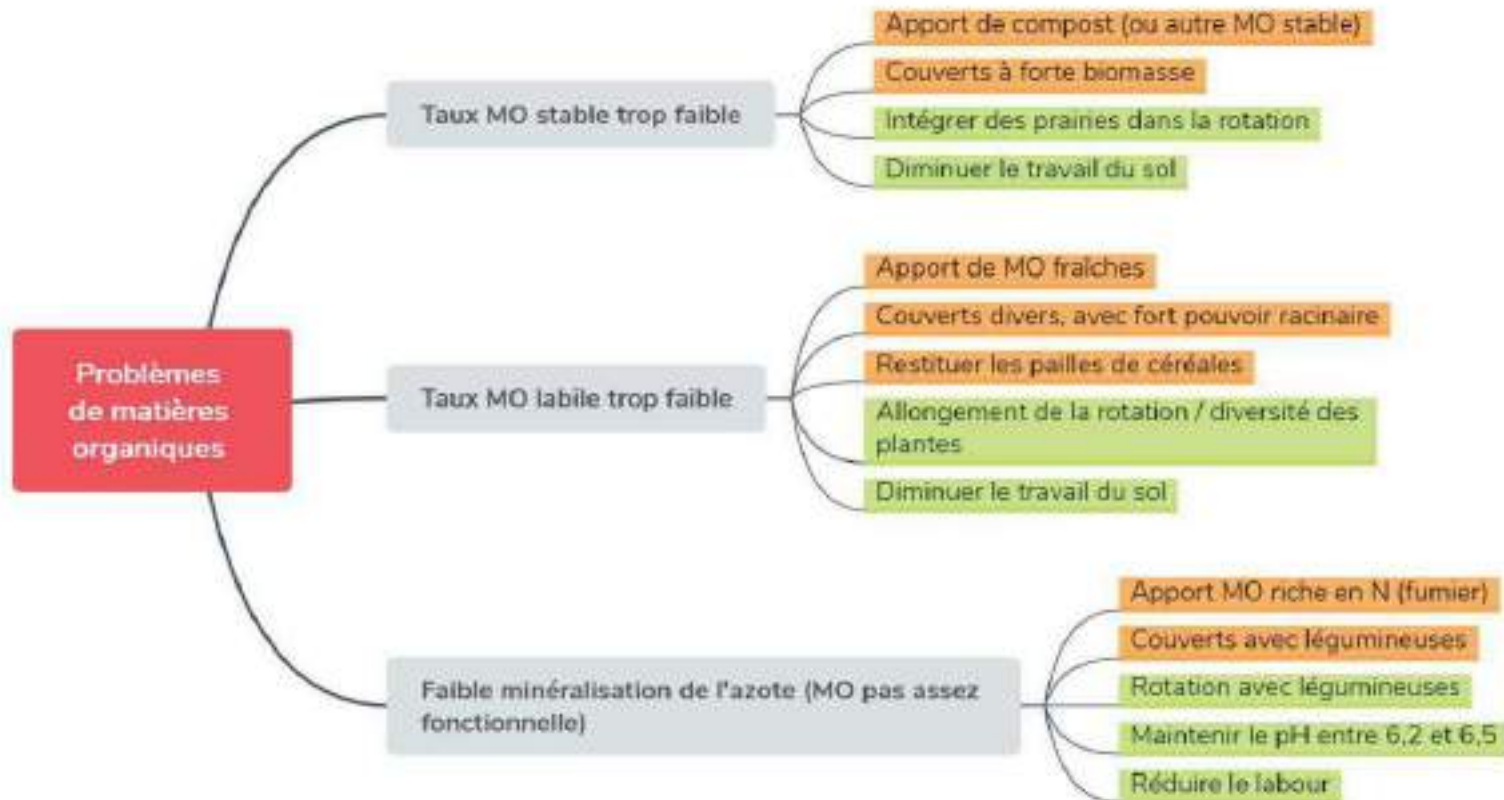 Problèmes
de matières
organiques
Taux MO stable trop faible
Apport de compost (ou autre MO stable)
Couverts à forte biomasse
Intégrer des prairies dans la rotation
Diminuer le travail du sol
Taux MO labile trop faible
Apport de MO fraîches
Couverts divers, avec fort pouvoir racinaire
Restituer les pailles de céréales
Allongement de la rotation / diversité des
plantes
Diminuer le travail du sol
Faible minéralisation de l'azote (MO pas assez
fonctionnelle)
Apport MO riche en N (fumier)
Couverts avec légumineuses
Rotation avec légumineuses
Maintenir le pH entre 6,2 et 6,5
Réduire le labour